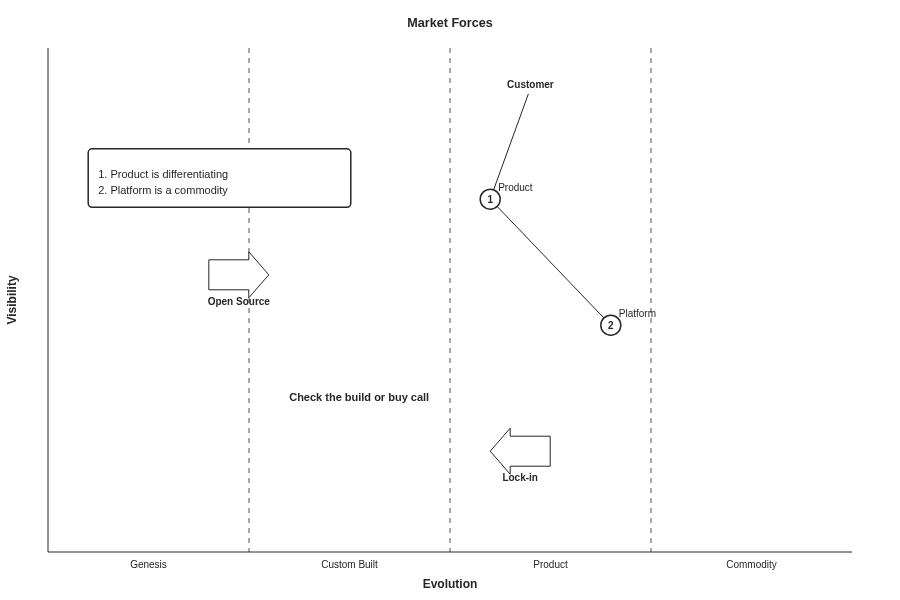 Market Forces
Customer
1. Product is differentiating
2. Platform is a commodity
Product
1
Open Source
Platform
2
Visibility
Check the build or buy call
Lock-in
Genesis
Custom Built
Product
Commodity
Evolution